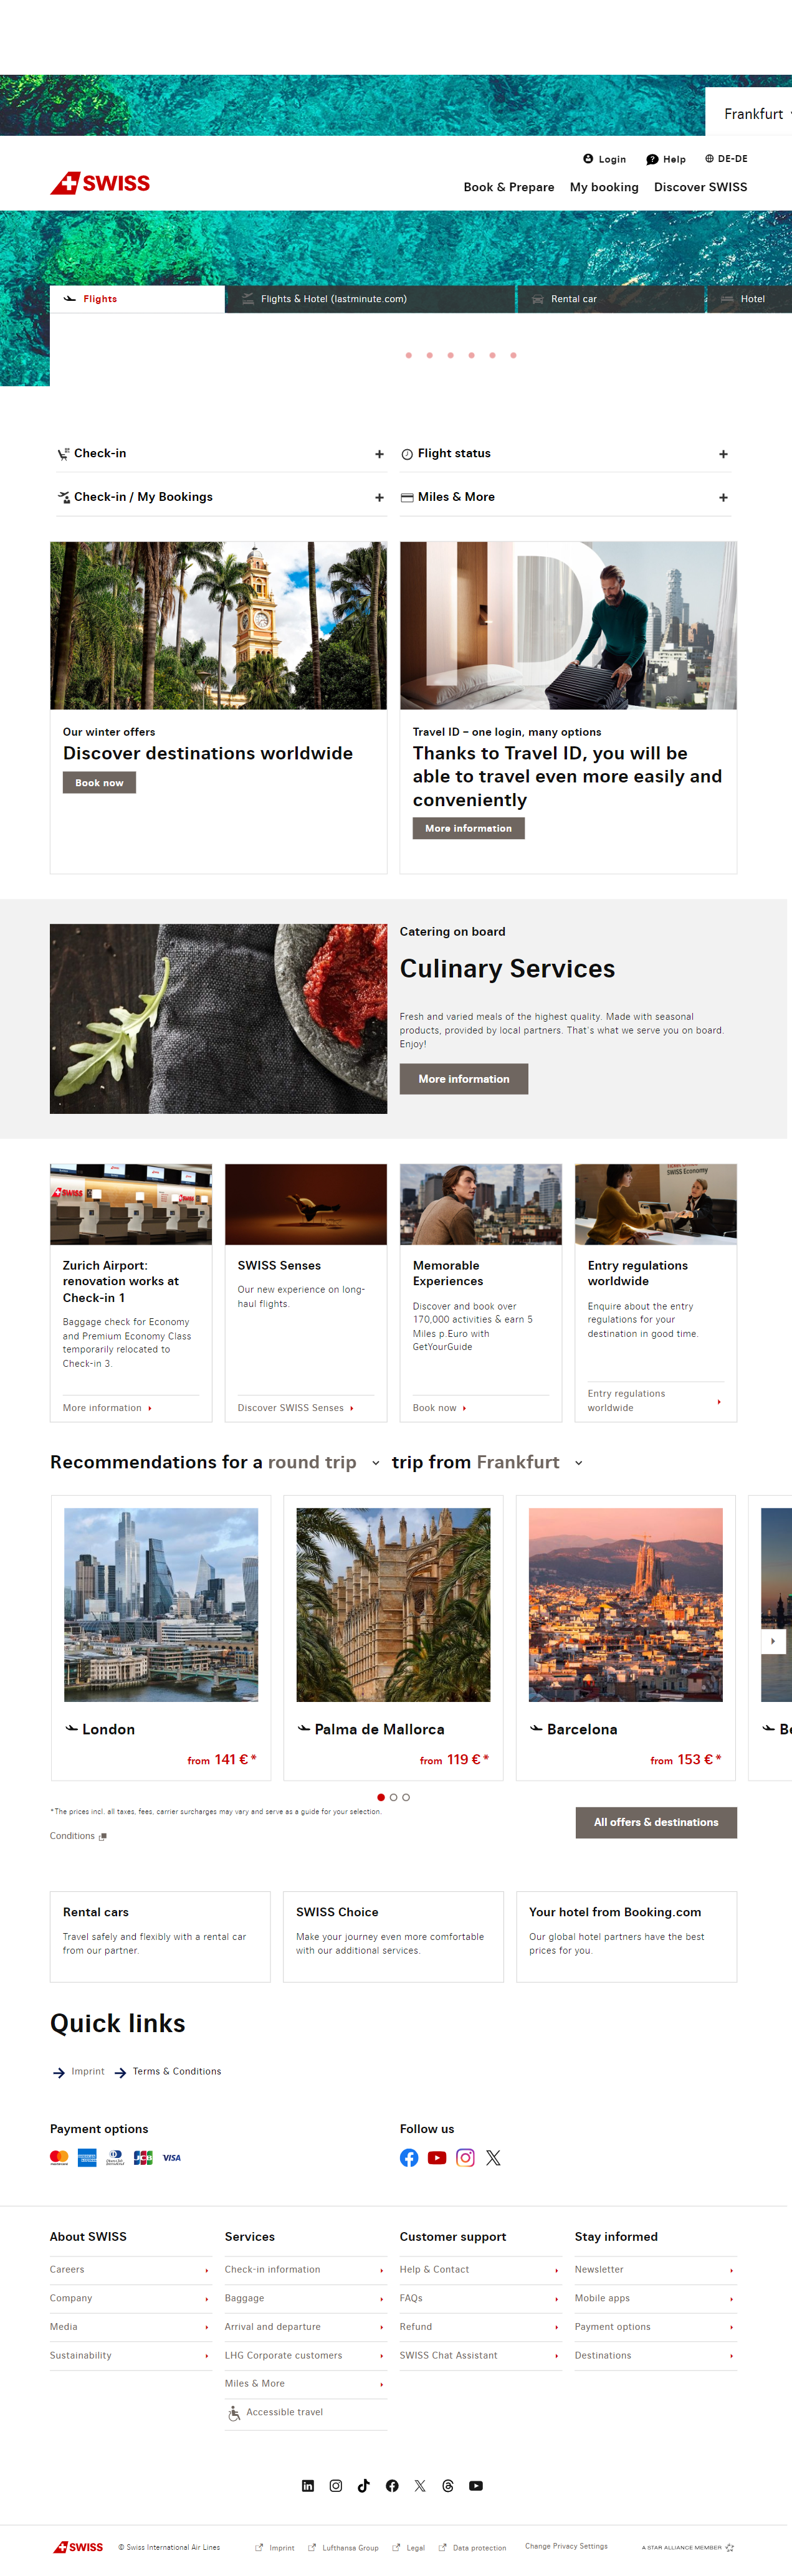 Frankfurt
Login
Help
DE-DE
SWISS
Book & Prepare
My booking
Discover SWISS
Flights
Flights & Hotel (lastminute.com)
Rental car
Hotel
Check-in
Flight status
Check-in / My Bookings
Miles & More
Our winter offers
Discover destinations worldwide
Book now
Travel ID – one login, many options
Thanks to Travel ID, you will be
able to travel even more easily and
conveniently
More information
Catering on board
Culinary Services
Fresh and varied meals of the highest quality. Made with seasonal
products, provided by local partners. That's what we serve you on board.
Enjoy!
More information
SWISS
SWISS Economy
Zurich Airport:
renovation works at
Check-in 1
Baggage check for Economy
and Premium Economy Class
temporarily relocated to
Check-in 3.
More information
SWISS Senses
Our new experience on long-
haul flights.
Discover SWISS Senses
Memorable
Experiences
Discover and book over
170,000 activities & earn 5
Miles p.Euro with
GetYourGuide
Book now
Entry regulations
worldwide
Enquire about the entry
regulations for your
destination in good time.
Entry regulations
worldwide
Recommendations for a round trip trip from Frankfurt
London
from 141 € *
Palma de Mallorca
from 119 € *
Barcelona
from 153 € *
*The prices incl. all taxes, fees, carrier surcharges may vary and serve as a guide for your selection.
Conditions
All offers & destinations
Rental cars
Travel safely and flexibly with a rental car
from our partner.
SWISS Choice
Make your journey even more comfortable
with our additional services.
Your hotel from Booking.com
Our global hotel partners have the best
prices for you.
Quick links
Imprint
Terms & Conditions
Payment options
JCB
VISA
Follow us
About SWISS
Careers
Company
Media
Sustainability
Services
Check-in information
Baggage
Arrival and departure
LHG Corporate customers
Miles & More
Accessible travel
Customer support
Help & Contact
FAQs
Refund
SWISS Chat Assistant
Stay informed
Newsletter
Mobile apps
Payment options
Destinations
SWISS
© Swiss International Air Lines
Imprint
Lufthansa Group
Legal
Data protection
Change Privacy Settings
A STAR ALLIANCE MEMBER